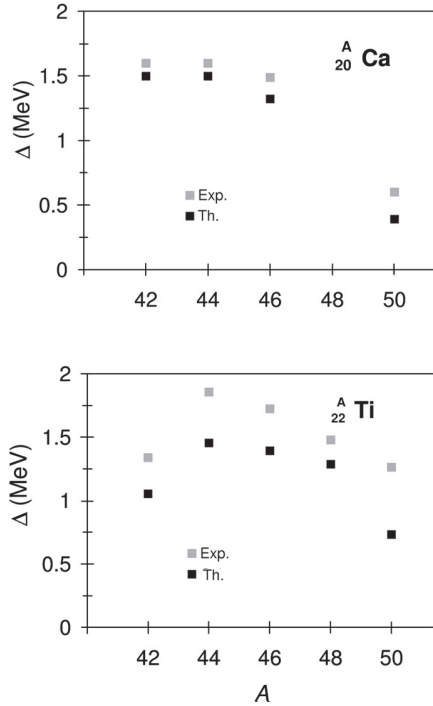 2
1.5
1
0.5
0
Δ (MeV)
A
20 Ca
Exp.
Th.
42 44 46 48 50
2
1.5
1
0.5
0
Δ (MeV)
A
22 Ti
Exp.
Th.
42 44 46 48 50
A